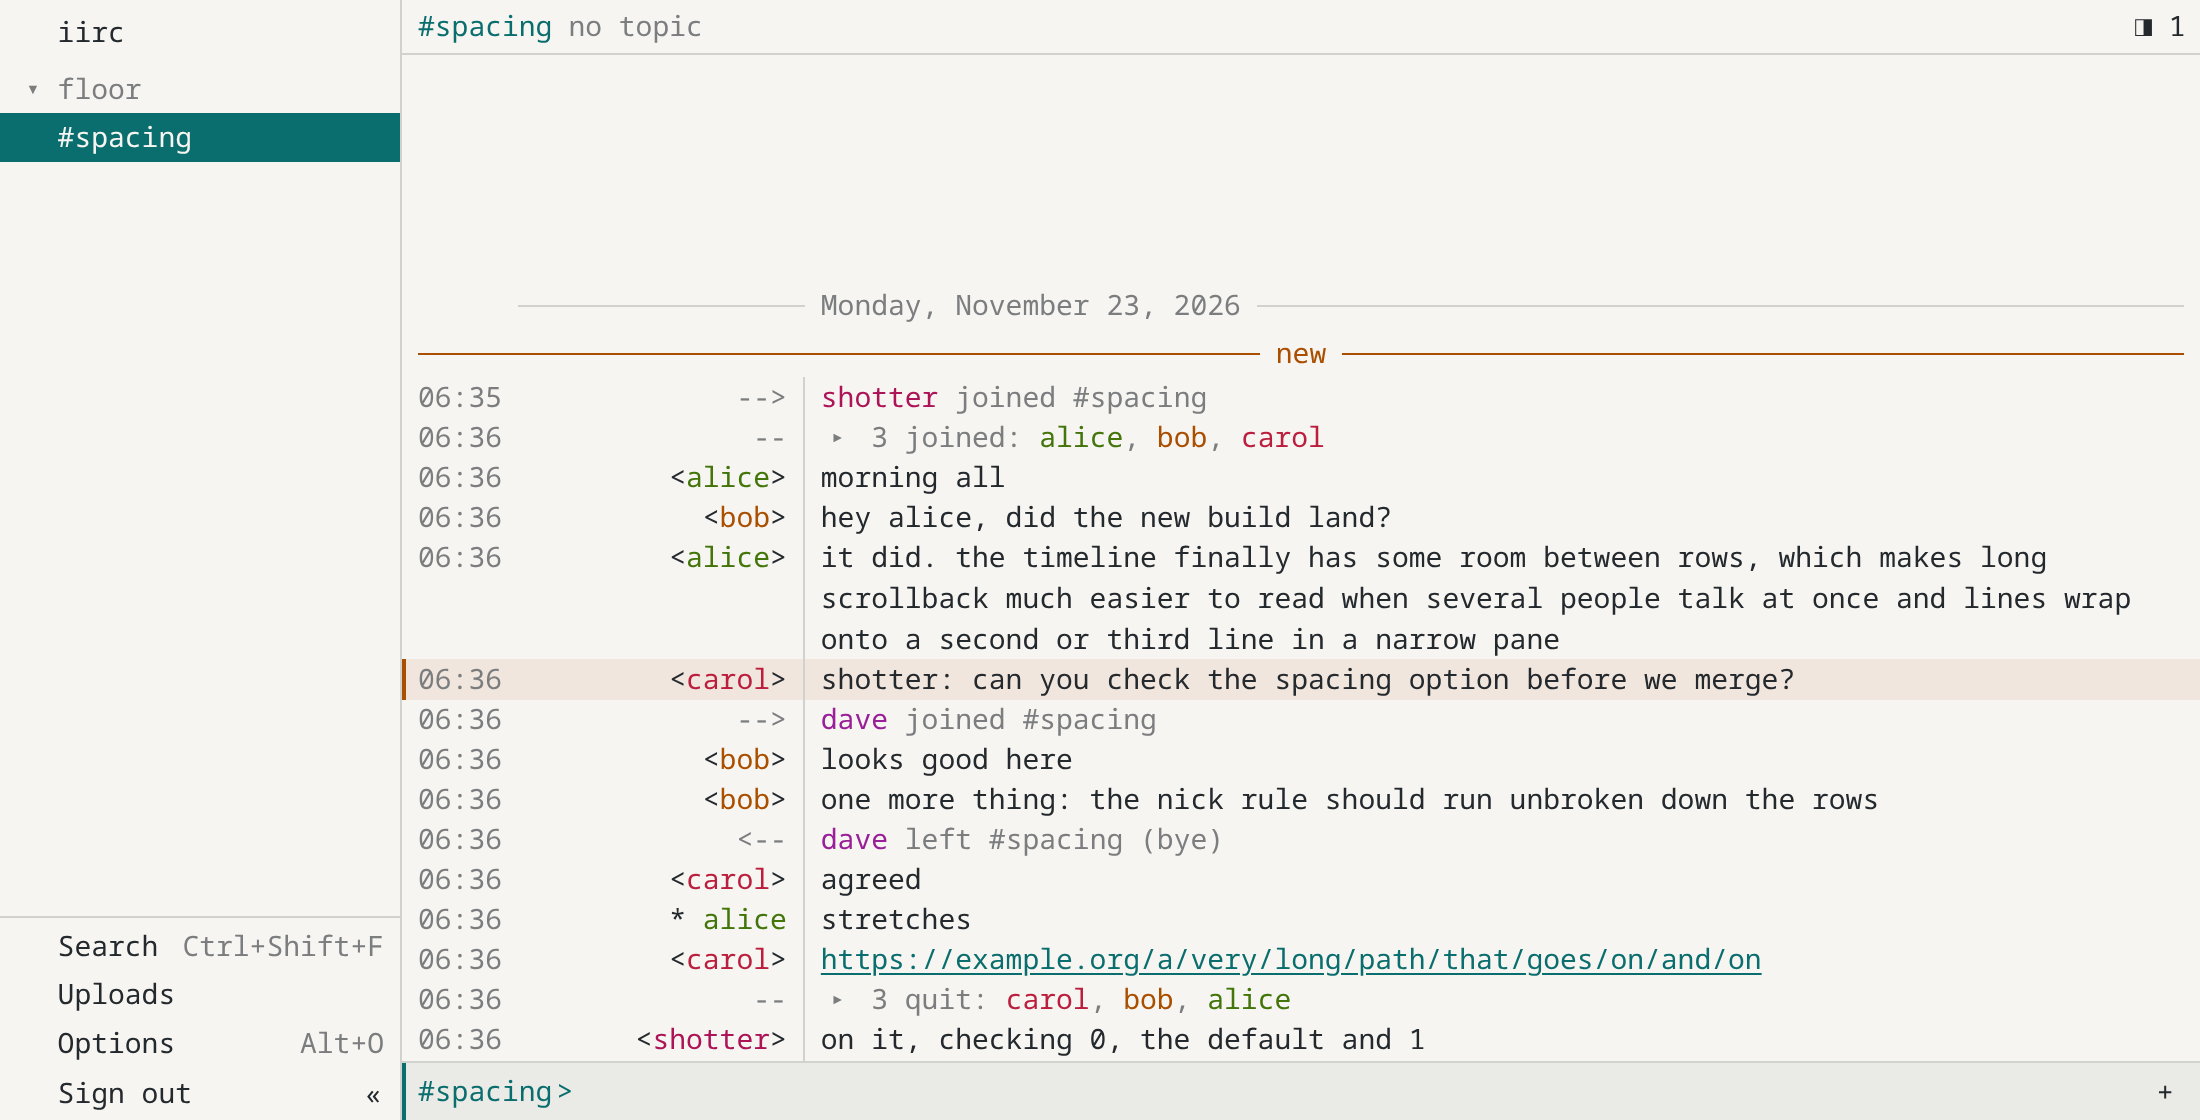 iirc
▾ floor
#spacing
Search Ctrl+Shift+F
Uploads
Options Alt+O
Sign out «
#spacing no topic ◨ 1
Monday, November 23, 2026
new
06:35 --> shotter joined #spacing
06:36 -- ▸ 3 joined: alice, bob, carol
06:36 <alice> morning all
06:36 <bob> hey alice, did the new build land?
06:36 <alice> it did. the timeline finally has some room between rows, which makes long
scrollback much easier to read when several people talk at once and lines wrap
onto a second or third line in a narrow pane
06:36 <carol> shotter: can you check the spacing option before we merge?
06:36 --> dave joined #spacing
06:36 <bob> looks good here
06:36 <bob> one more thing: the nick rule should run unbroken down the rows
06:36 <-- dave left #spacing (bye)
06:36 <carol> agreed
06:36 * alice stretches
06:36 <carol> https://example.org/a/very/long/path/that/goes/on/and/on
06:36 -- ▸ 3 quit: carol, bob, alice
06:36 <shotter> on it, checking 0, the default and 1
#spacing> +